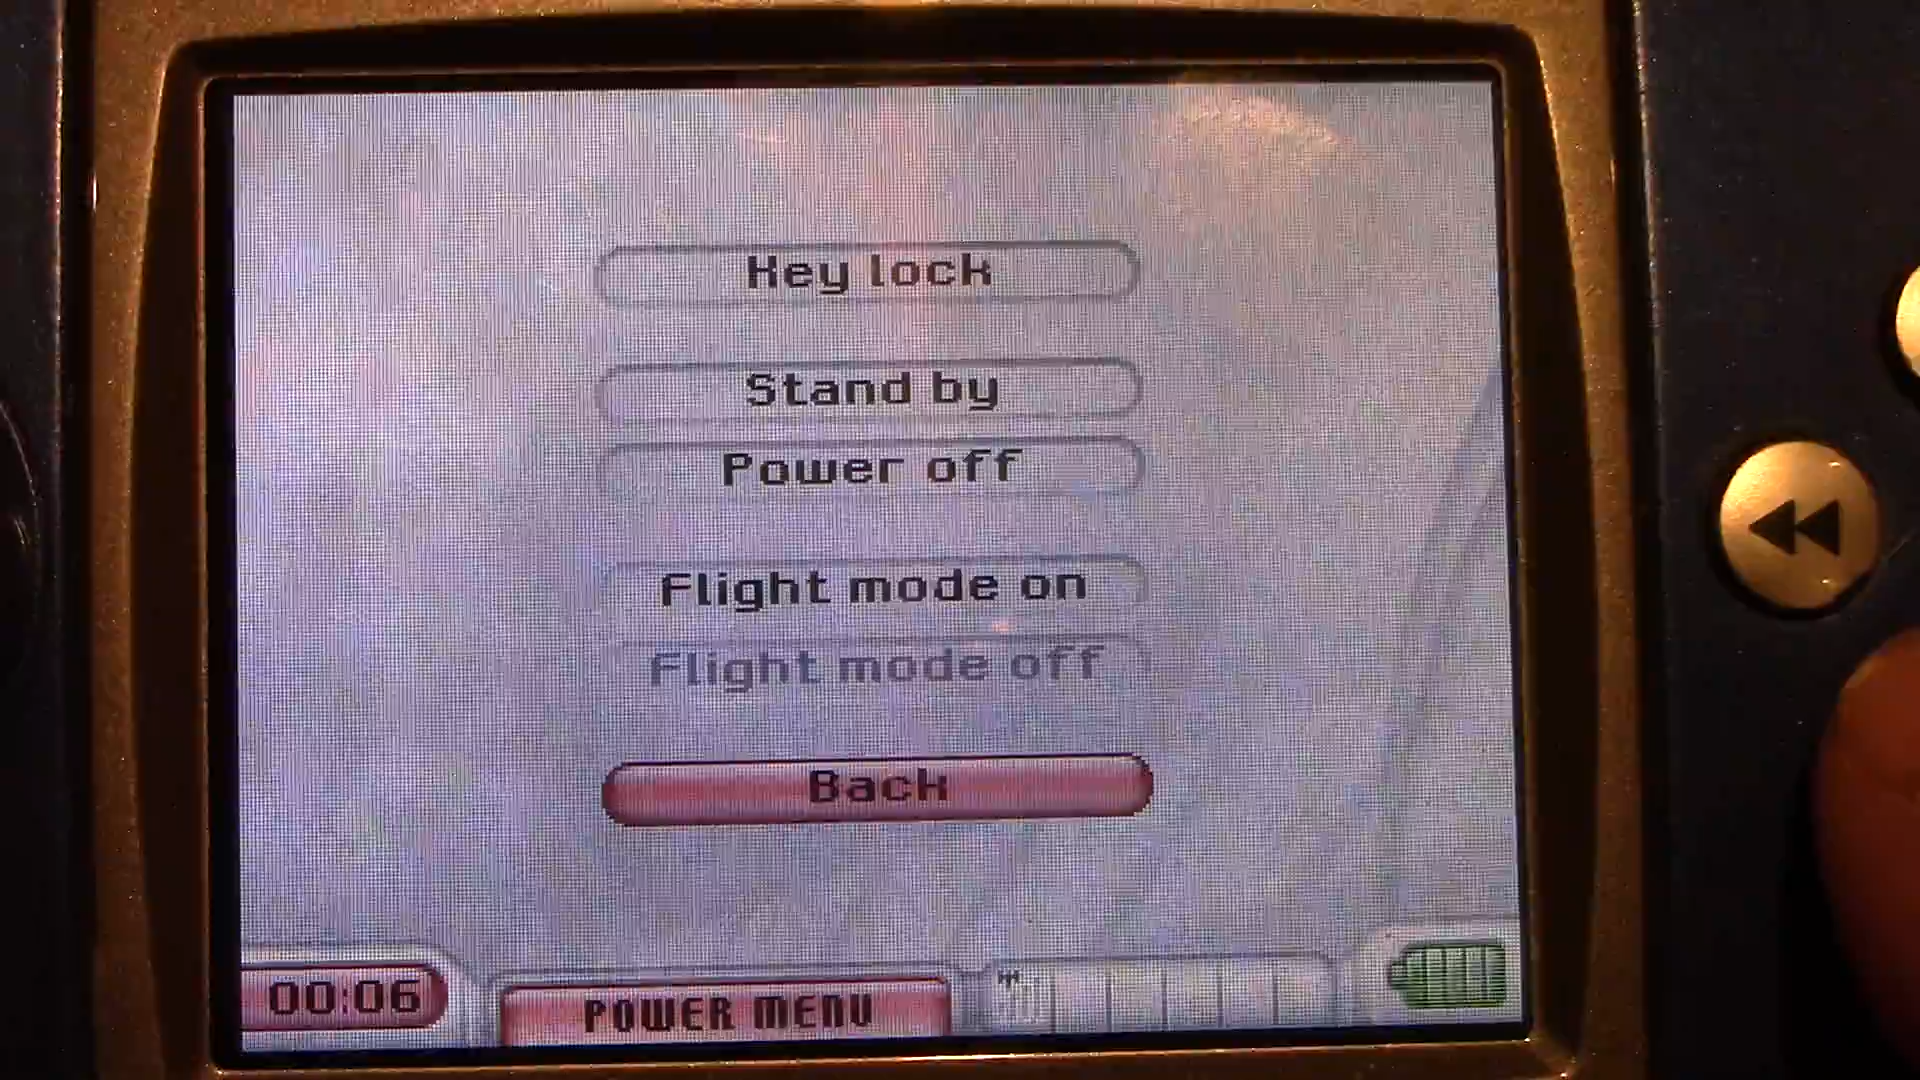 Key lock
Stand by
Power off
Flight mode on
Flight mode off
Back
00:06
POWER MENU